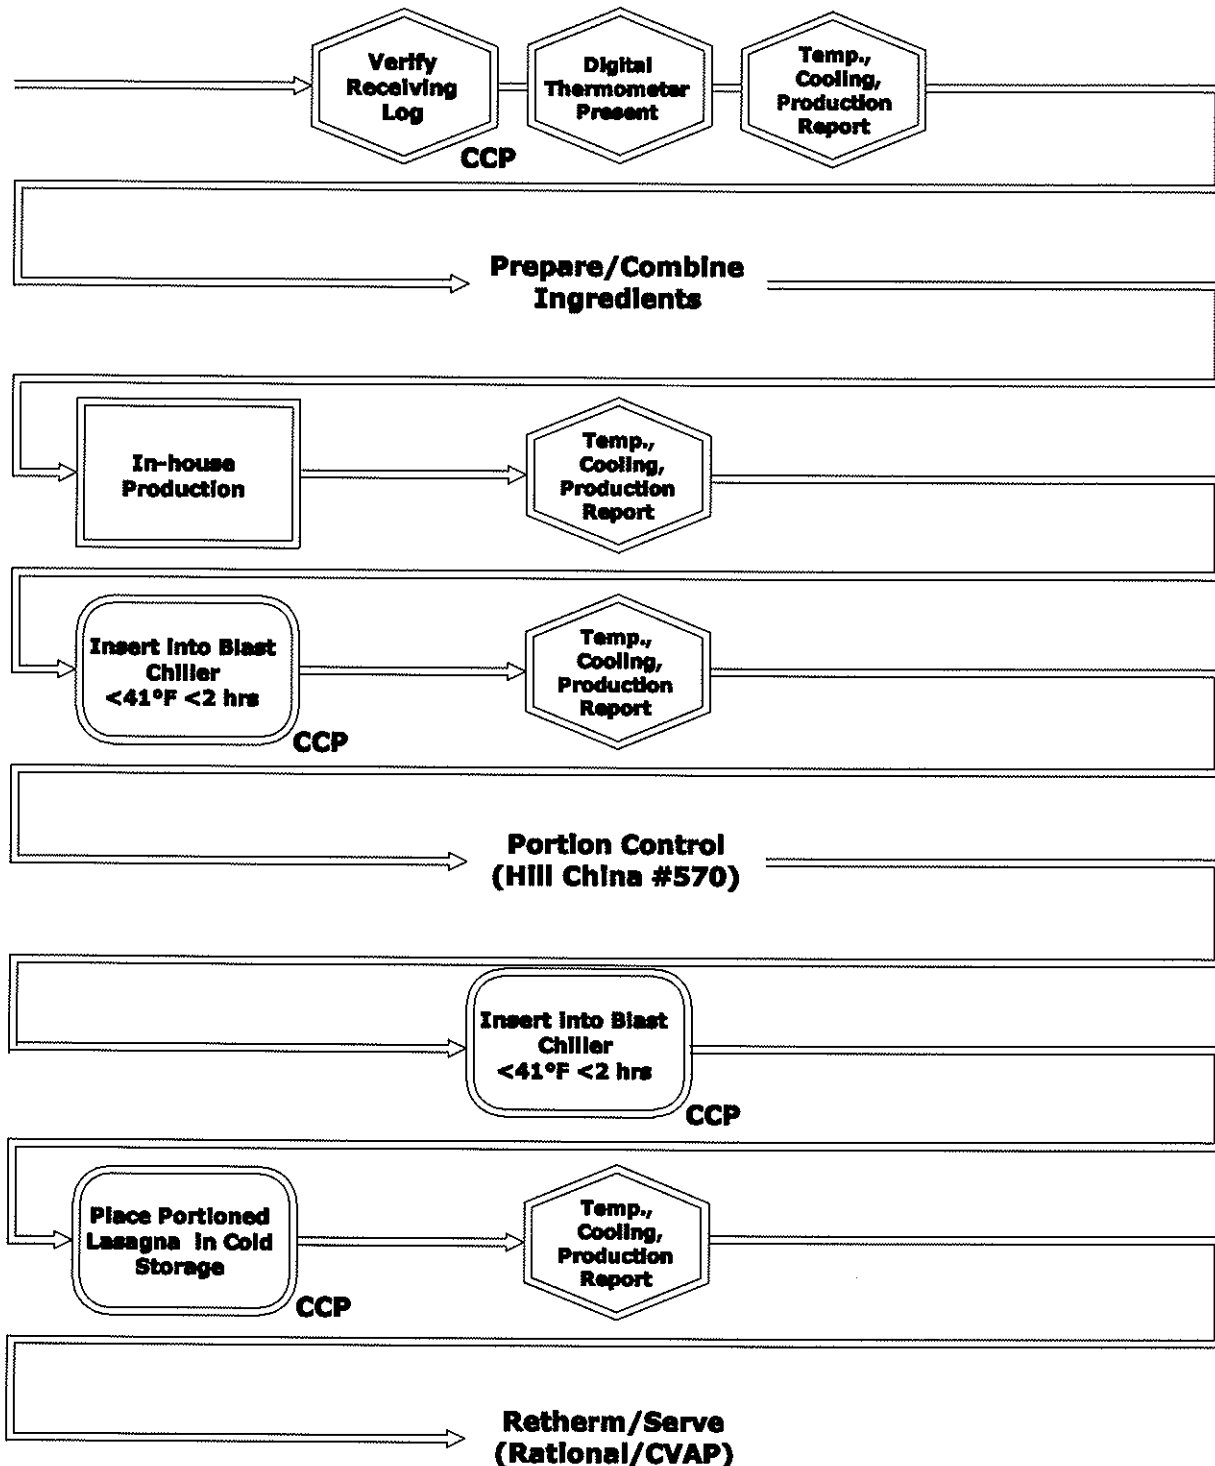 Verify
Receiving
Log
CCP
Digital
Thermometer
Present
Temp.,
Cooling,
Production
Report
Prepare/Combine
Ingredients
In-house
Production
Temp.,
Cooling,
Production
Report
Insert into Blast
Chiller
<41°F <2 hrs
CCP
Temp.,
Cooling,
Production
Report
Portion Control
(Hill China #570)
Insert into Blast
Chiller
<41°F <2 hrs
CCP
Place Portioned
Lasagna in Cold
Storage
CCP
Temp.,
Cooling,
Production
Report
Retherm/Serve
(Rational/CVAP)